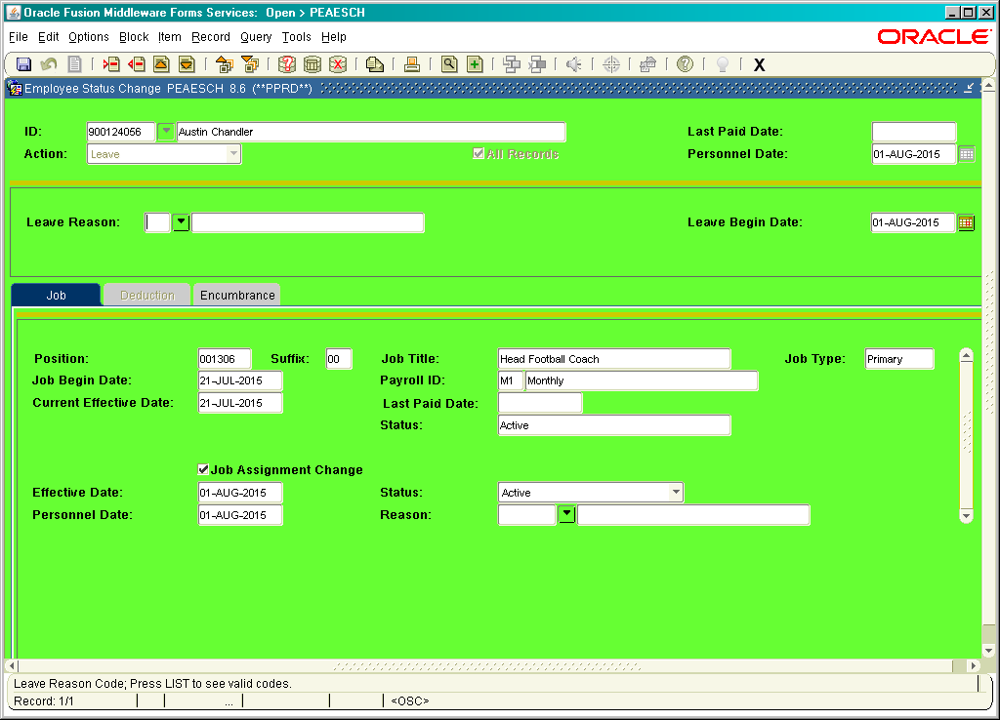 Oracle Fusion Middleware Forms Services: Open > PEAESCH
File Edit Options Block Item Record Query Tools Help
ORACLE
X
Employee Status Change PEAESCH 8.6 (**PPRD**)
ID: 900124056 Austin Chandler Last Paid Date:
Action: Leave All Records Personnel Date: 01-AUG-2015
Leave Reason: Leave Begin Date: 01-AUG-2015
Job Deduction Encumbrance
Position: 001306 Suffix: 00 Job Title: Head Football Coach Job Type: Primary
Job Begin Date: 21-JUL-2015 Payroll ID: M1 Monthly
Current Effective Date: 21-JUL-2015 Last Paid Date:
Status: Active
Job Assignment Change
Effective Date: 01-AUG-2015 Status: Active
Personnel Date: 01-AUG-2015 Reason:
Leave Reason Code; Press LIST to see valid codes.
Record: 1/1 ... <OSC>